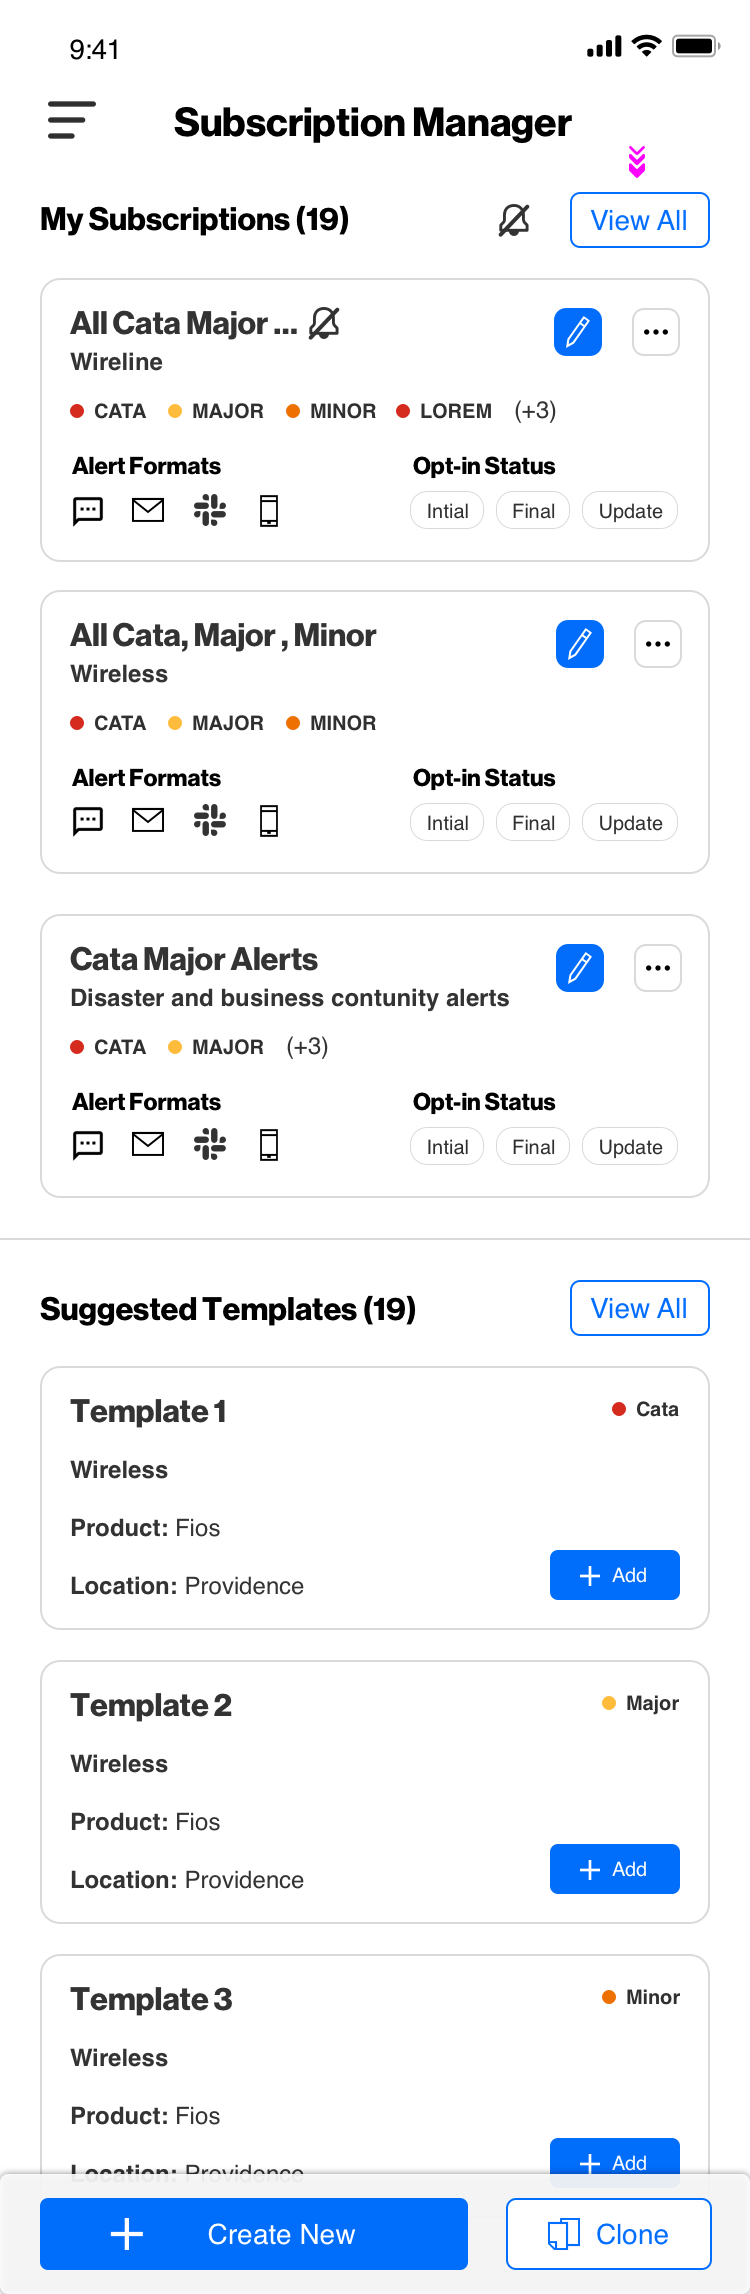 9:41
Subscription Manager
My Subscriptions (19)
View All
All Cata Major ...
Wireline
CATA MAJOR MINOR LOREM (+3)
Alert Formats Opt-in Status
Intial Final Update
All Cata, Major , Minor
Wireless
CATA MAJOR MINOR
Alert Formats Opt-in Status
Intial Final Update
Cata Major Alerts
Disaster and business contunity alerts
CATA MAJOR (+3)
Alert Formats Opt-in Status
Intial Final Update
Suggested Templates (19) View All
Template 1 Cata
Wireless
Product: Fios
Location: Providence
Add
Template 2 Major
Wireless
Product: Fios
Location: Providence
Add
Template 3 Minor
Wireless
Product: Fios
Location: Providence
Add
Create New Clone